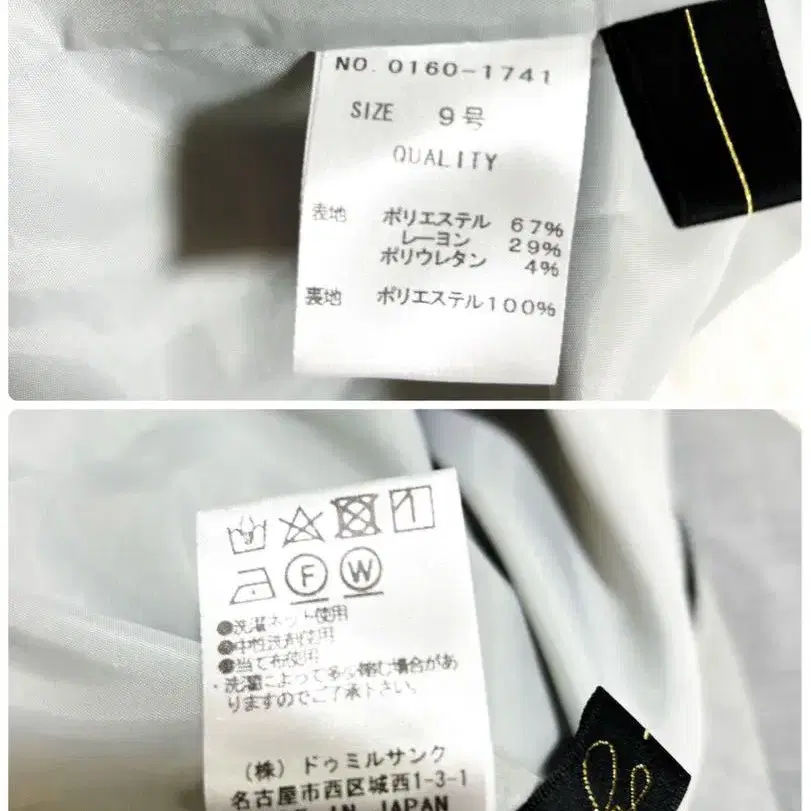 NO. 0160-1741
SIZE 9号
QUALITY
表地 ポリエステル 67%
レーヨン 29%
ポリウレタン 4%
裏地 ポリエステル100%
F W
●洗濯ネット使用
●中性洗剤使用
●当て布使用
・洗濯によって多少縮む場合があ
りますのでご了承下さい。
(株) ドゥミルサンク
名古屋市西区城西1-3-1
IN JAPAN